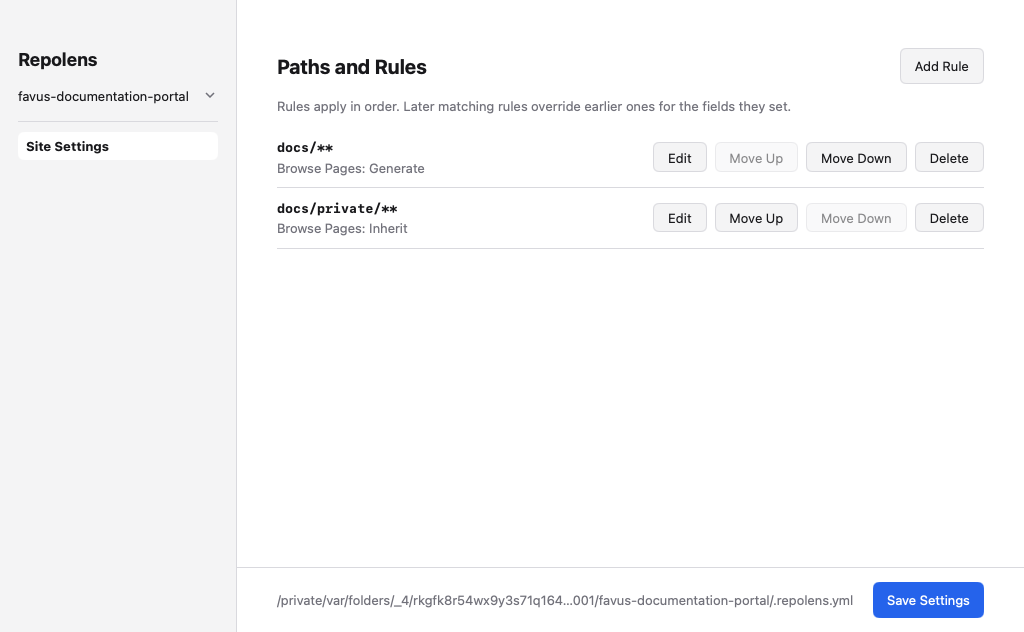 Repolens
favus-documentation-portal
Site Settings
Paths and Rules
Add Rule
Rules apply in order. Later matching rules override earlier ones for the fields they set.
docs/**
Browse Pages: Generate
Edit
Move Up
Move Down
Delete
docs/private/**
Browse Pages: Inherit
Edit
Move Up
Move Down
Delete
/private/var/folders/_4/rkgfk8r54wx9y3s71q164…001/favus-documentation-portal/.repolens.yml
Save Settings